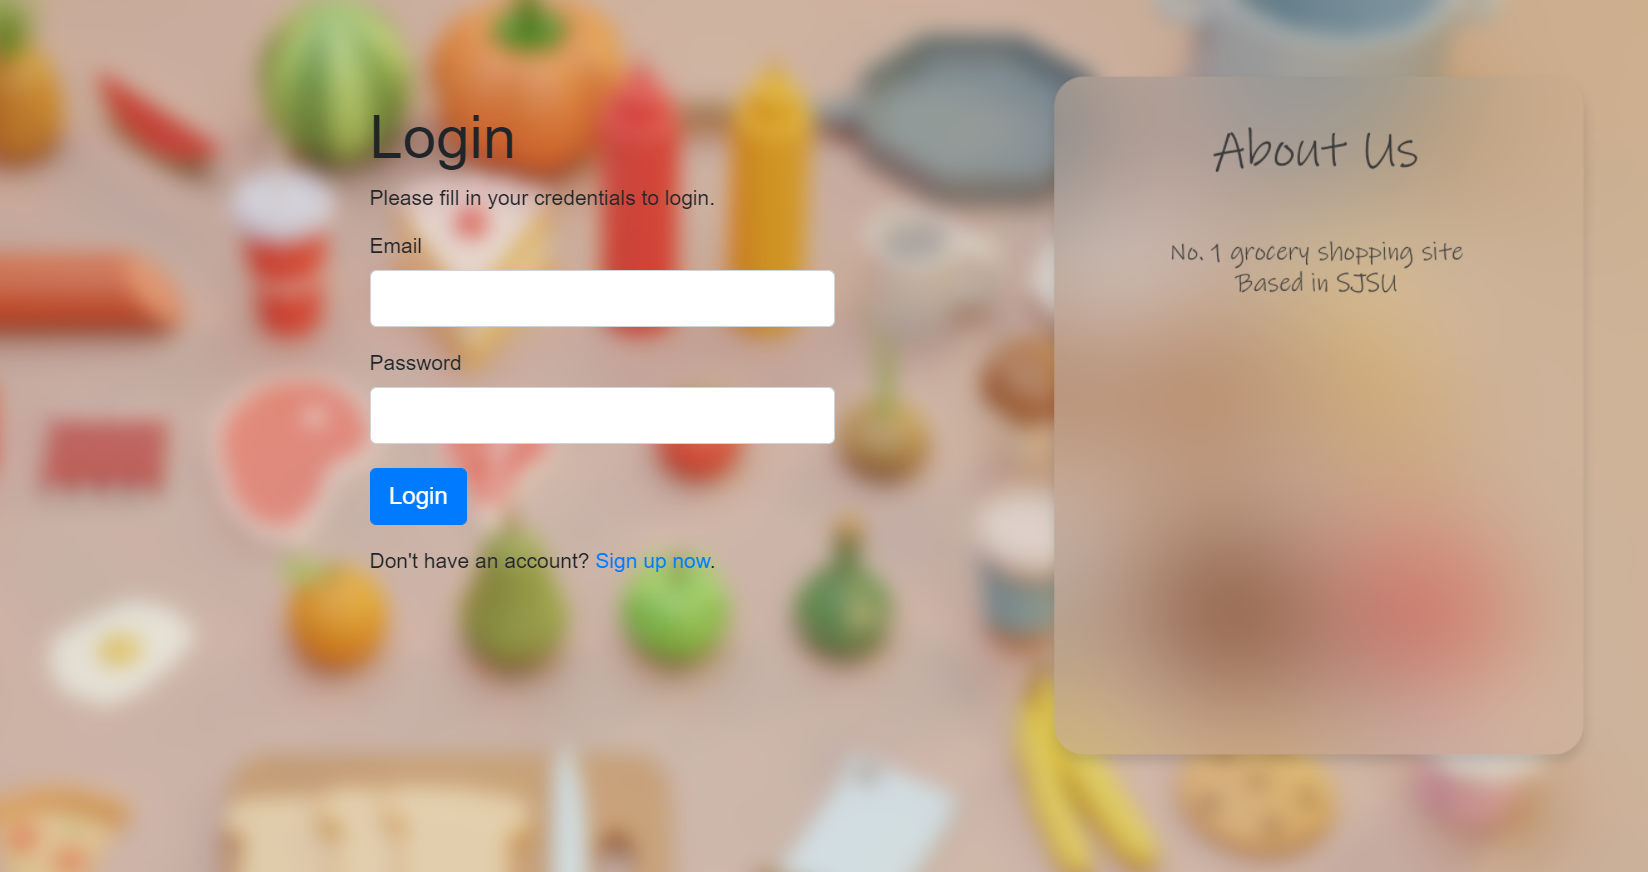 Login
Please fill in your credentials to login.
Email
Password
Login
Don't have an account? Sign up now.
About Us
No. 1 grocery shopping site
Based in SJSU